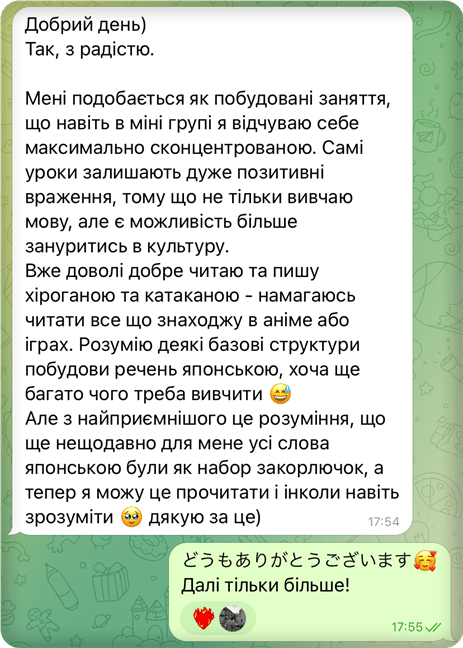 Добрий день)
Так, з радістю.
Мені подобається як побудовані заняття,
що навіть в міні групі я відчуваю себе
максимально сконцентрованою. Самі
уроки залишають дуже позитивні
враження, тому що не тільки вивчаю
мову, але є можливість більше
зануритись в культуру.
Вже доволі добре читаю та пишу
хіроганою та катаканою - намагаюсь
читати все що знаходжу в аніме або
іграх. Розумію деякі базові структури
побудови речень японською, хоча ще
багато чого треба вивчити 😅
Але з найприємнішого це розуміння, що
ще нещодавно для мене усі слова
японською були як набор закорлючок, а
тепер я можу це прочитати і інколи навіть
зрозуміти 🥹 дякую за це)
17:54
どうもありがとうございます🥰
Далі тільки більше!
17:55